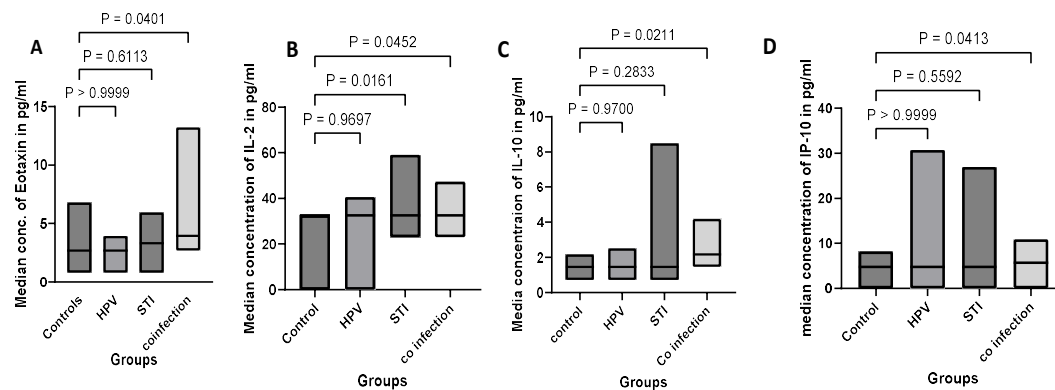 A
P = 0.0401
P = 0.6113
P > 0.9999
Median conc. of Eotaxin in pg/ml
15
10
5
0
Controls
HPV
STI
coinfection
Groups
B
P = 0.0452
P = 0.0161
P = 0.9697
Median concentration of IL-2 in pg/ml
80
60
40
20
0
Control
HPV
STI
co infection
Groups
C
P = 0.0211
P = 0.2833
P = 0.9700
Media concentraion of IL-10 in pg/ml
10
8
6
4
2
0
control
HPV
STI
Co infection
Groups
D
P = 0.0413
P = 0.5592
P > 0.9999
median concentration of IP-10 in pg/ml
40
30
20
10
0
Control
HPV
STI
Co infection
Groups